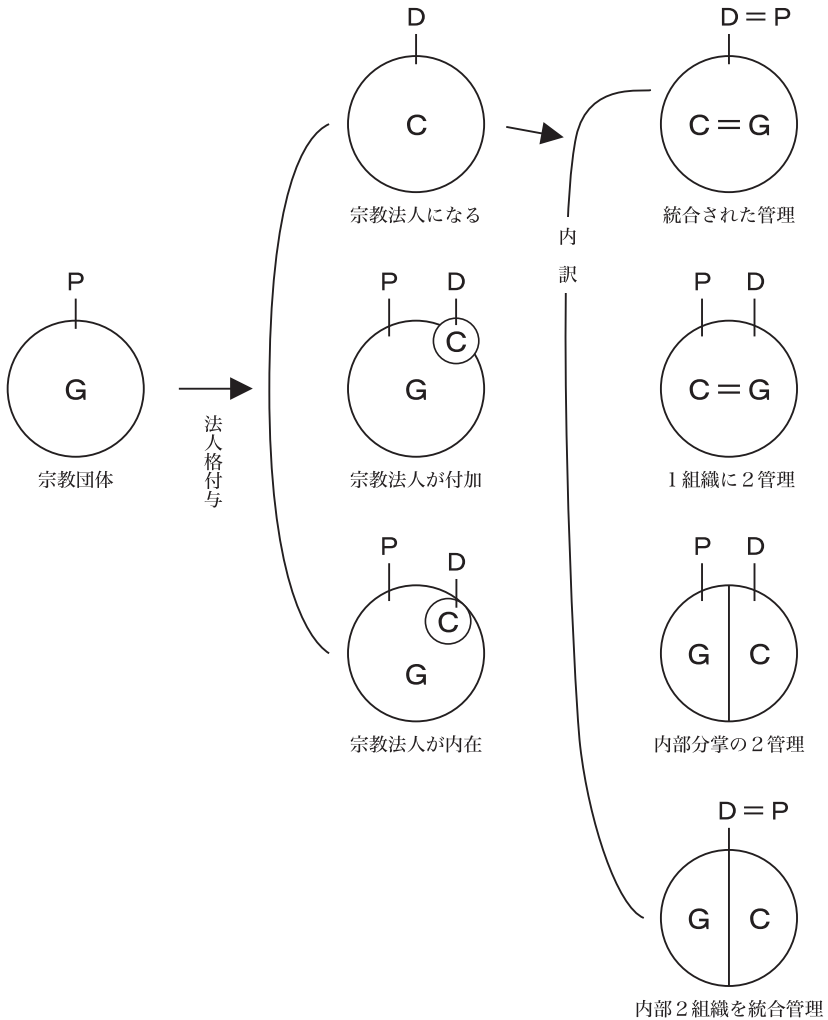 P
G
宗教団体
法人格付与
D
C
宗教法人になる
P
D
C
G
宗教法人が付加
P
D
C
G
宗教法人が内在
内訳
D＝P
C＝G
統合された管理
P
D
C＝G
1組織に2管理
P
D
G
C
内部分掌の2管理
D＝P
G
C
内部2組織を統合管理